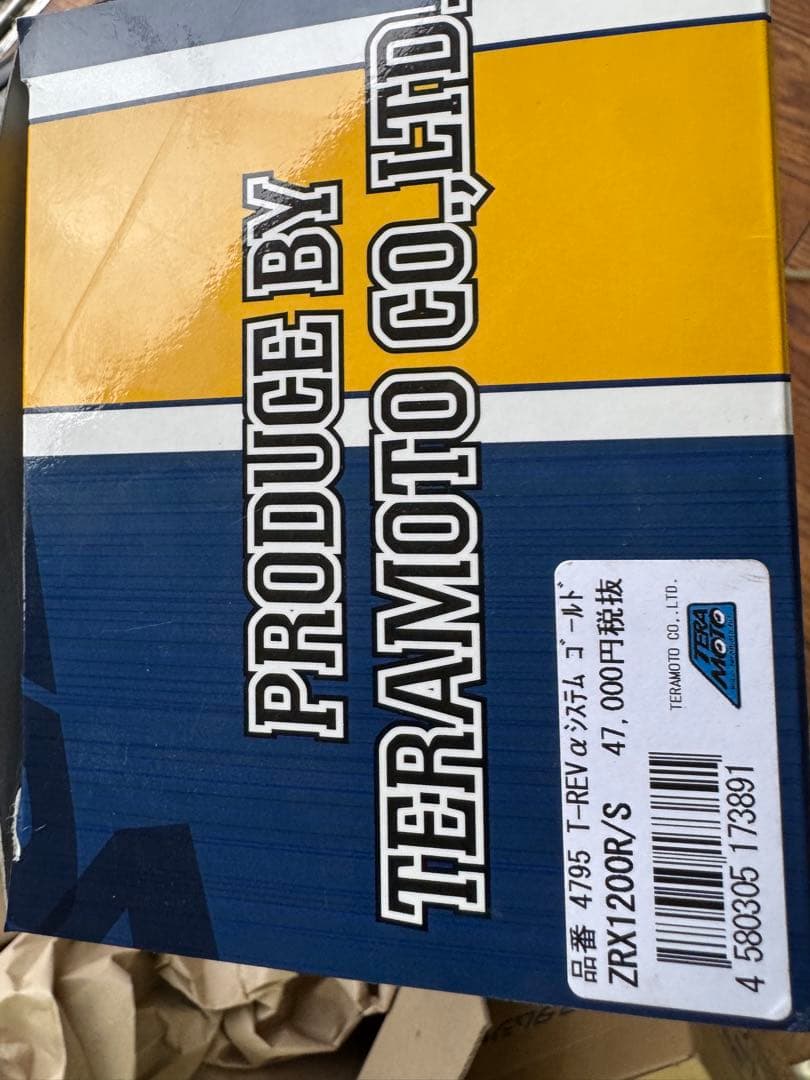 PRODUCE BY
TERAMOTO CO.,LTD.
品番 4795 T-REVαシステム ゴールド
ZRX1200R/S 47,000円税抜
TERAMOTO CO,.LTD.
TERA
MOTO
4 580305 173891